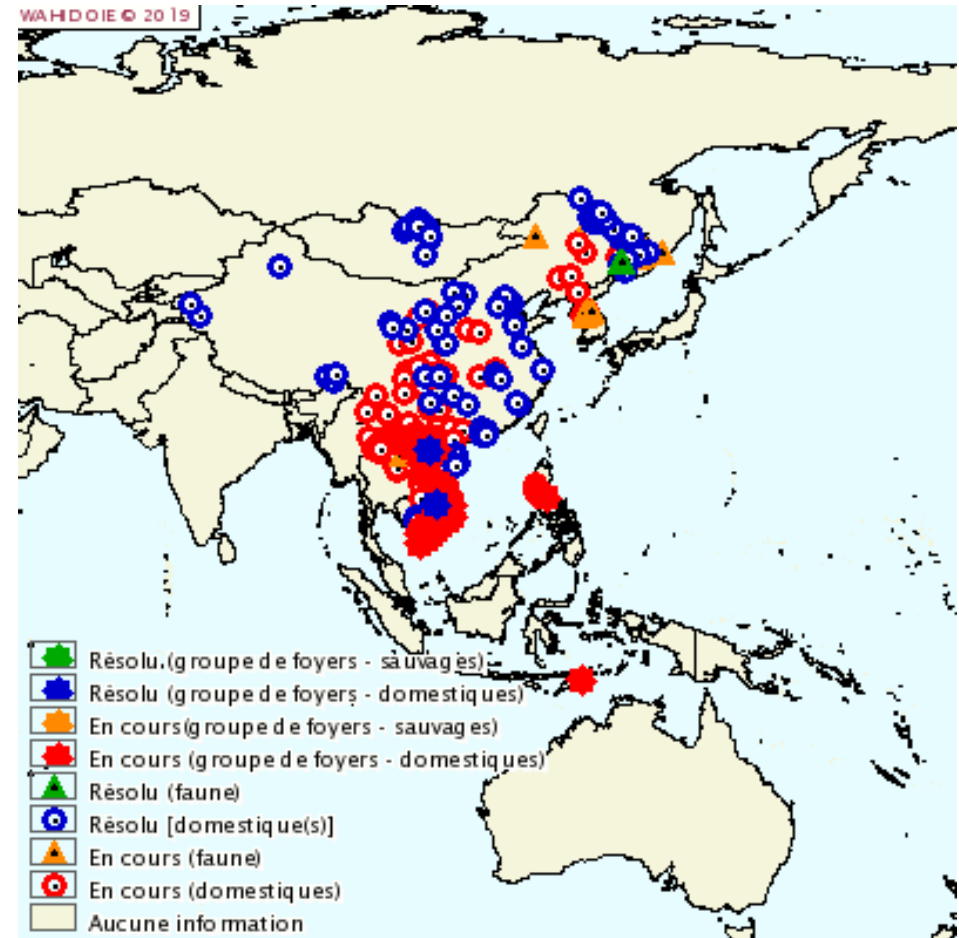 WAHIDOIE © 2019
Résolu.(groupe de foyers - sauvages)
Résolu (groupe de foyers - domestiques)
En cours(groupe de foyers - sauvages)
En cours (groupe de foyers - domestiques)
Résolu (faune)
Résolu [domestique(s)]
En cours (faune)
En cours (domestiques)
Aucune information